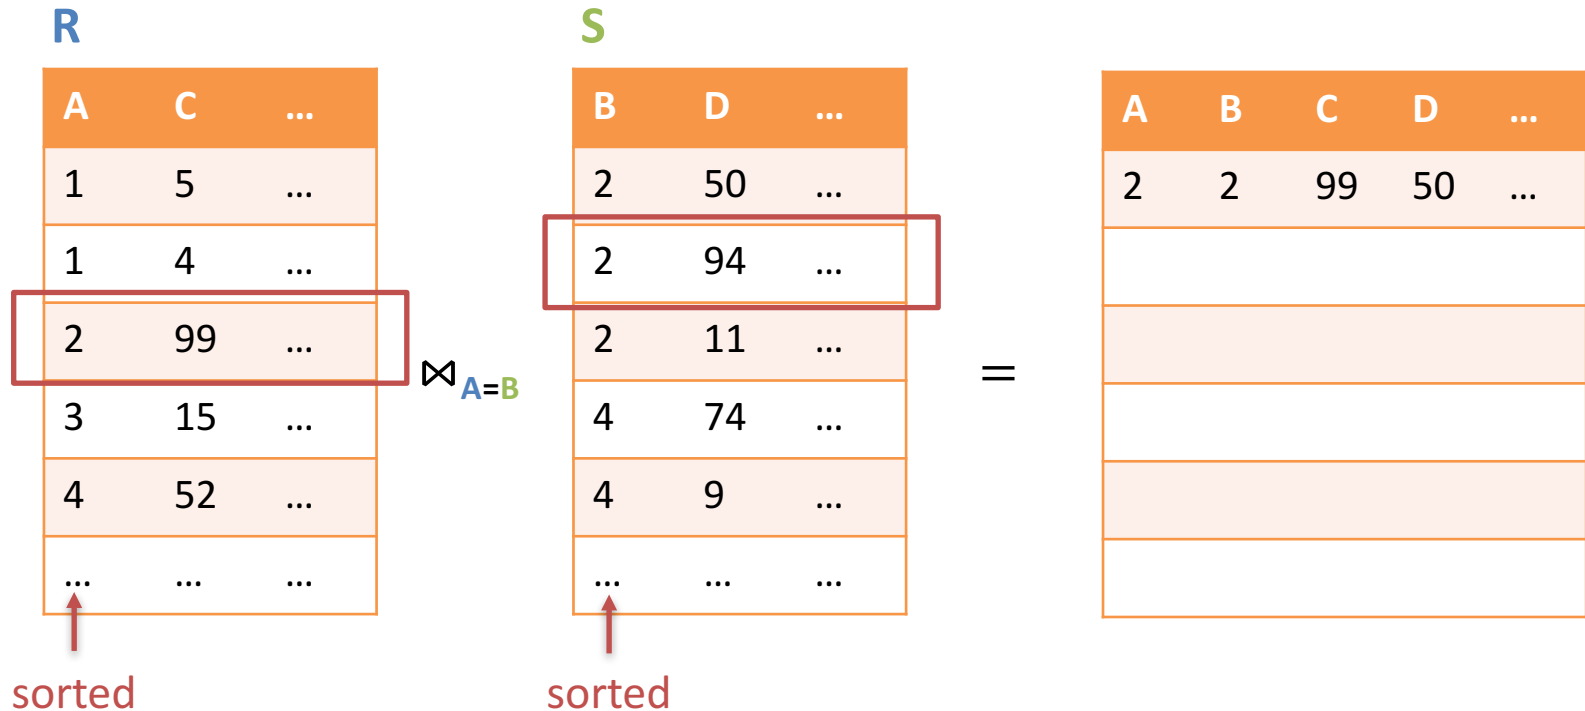 R
A C ...
1 5 ...
1 4 ...
2 99 ...
3 15 ...
4 52 ...
... ... ...
sorted
⋈ A=B
S
B D ...
2 50 ...
2 94 ...
2 11 ...
4 74 ...
4 9 ...
... ... ...
sorted
=
A B C D ...
2 2 99 50 ...